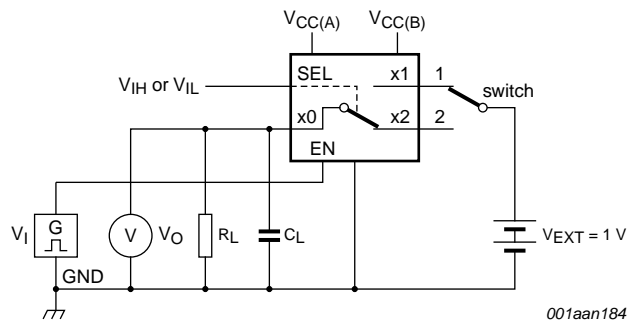 VCC(A) VCC(B)
SEL x1 1
VIH or VIL switch
x0 x2 2
EN
G
VI V VO RL CL VEXT = 1 V
GND
001aan184